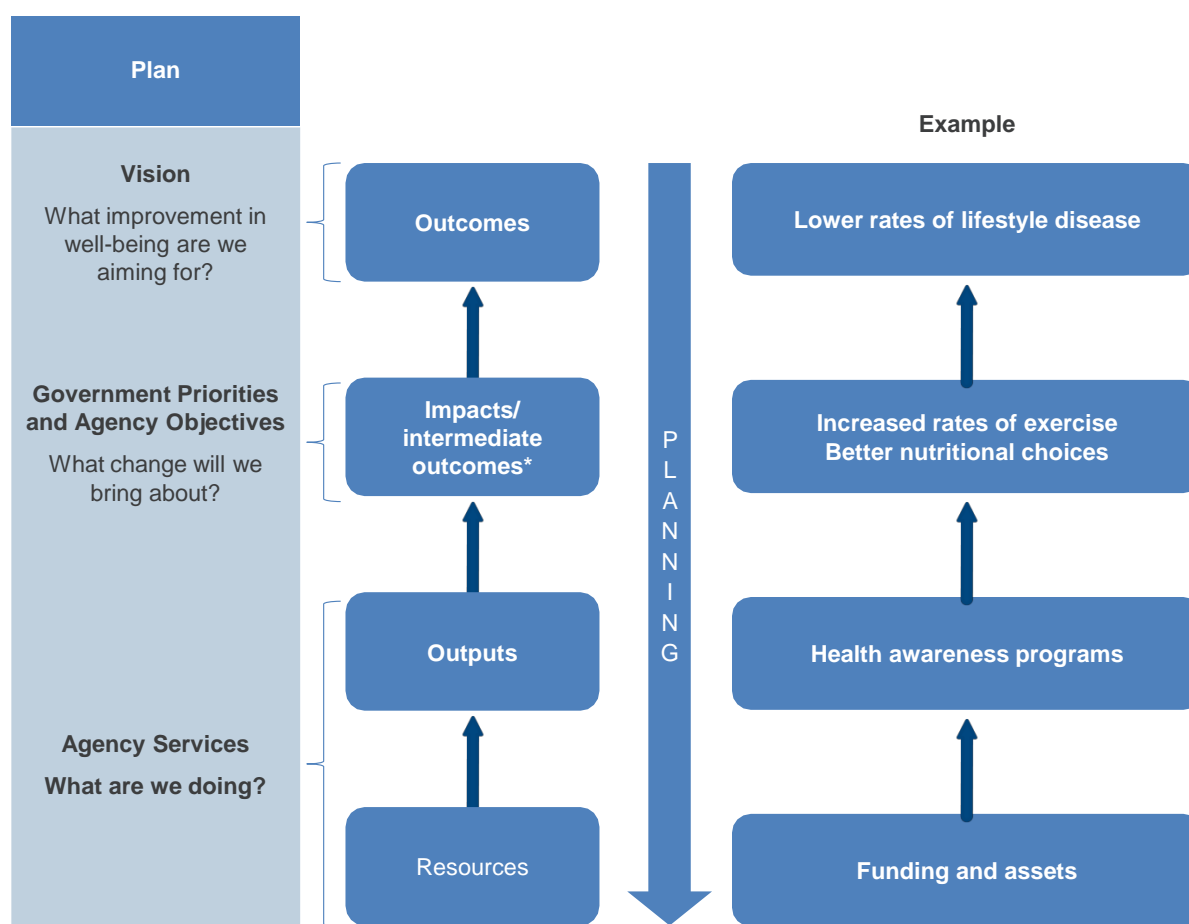 Plan
Example
Vision
What improvement in
well-being are we
aiming for?
Outcomes
Lower rates of lifestyle disease
Government Priorities
and Agency Objectives
What change will we
bring about?
Impacts/
intermediate
outcomes*
P
L
A
N
N
I
N
G
Increased rates of exercise
Better nutritional choices
Outputs
Health awareness programs
Agency Services
What are we doing?
Resources
Funding and assets